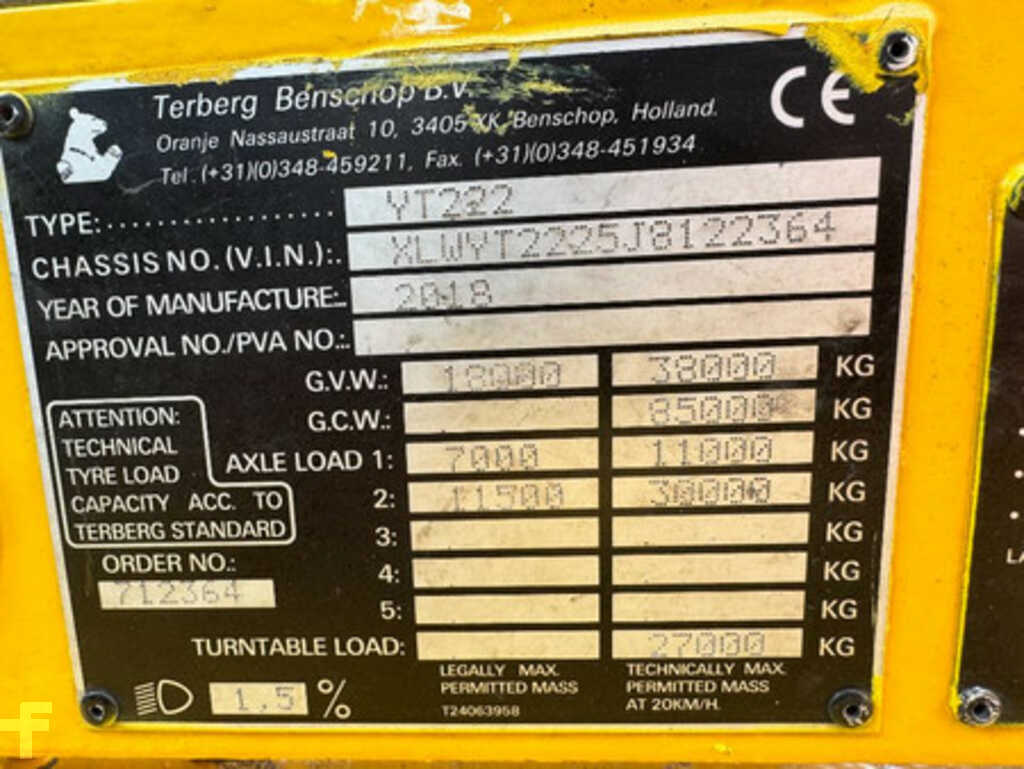 Terberg Benschop B.V.
Oranje Nassaustraat 10, 3405 XK, Benschop, Holland.
Tel. (+31)(0)348-459211, Fax. (+31)(0)348-451934
CE
TYPE: YT222
CHASSIS NO. (V.I.N.): XLWYT2225J8122364
YEAR OF MANUFACTURE: 2018
APPROVAL NO./PVA NO.:
G.V.W.: 18000 38000 KG
G.C.W.: 85000 KG
AXLE LOAD 1: 7000 11000 KG
2: 11500 30000 KG
3: KG
4: KG
5: KG
TURNTABLE LOAD: 27000 KG
ATTENTION:
TECHNICAL
TYRE LOAD
CAPACITY ACC. TO
TERBERG STANDARD
ORDER NO.:
712364
LEGALLY MAX.
PERMITTED MASS
T24063958
TECHNICALLY MAX.
PERMITTED MASS
AT 20KM/H.
1,5 %